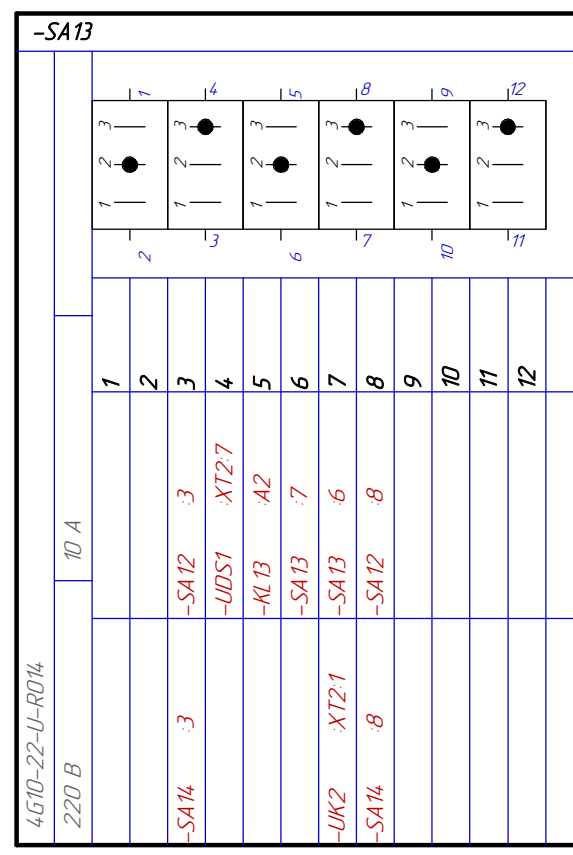 -SA13
1 4 5 8 9 12
3 3 3 3 3 3
2 2 2 2 2 2
1 1 1 1 1 1
2 3 6 7 10 11
1
2
3 -SA12 :3 -SA14 :3
4 -UDS1 :XT2:7
5 -KL13 :A2
6 -SA13 :7
7 -SA13 :6 -UK2 :XT2:1
8 -SA12 :8 -SA14 :8
9
10
11
12
4G10-22-U-R014
220 В 10 А